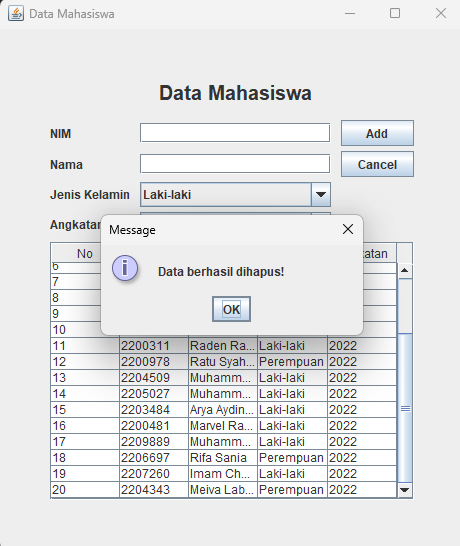 Data Mahasiswa
Data Mahasiswa
NIM Add
Nama Cancel
Jenis Kelamin Laki-laki
Angkatan
Message
Data berhasil dihapus!
OK
No
6
7
8
9
10
11 2200311 Raden Ra... Laki-laki 2022
12 2200978 Ratu Syah... Perempuan 2022
13 2204509 Muhamm... Laki-laki 2022
14 2205027 Muhamm... Laki-laki 2022
15 2203484 Arya Aydin... Laki-laki 2022
16 2200481 Marvel Ra... Laki-laki 2022
17 2209889 Muhamm... Laki-laki 2022
18 2206697 Rifa Sania Perempuan 2022
19 2207260 Imam Ch... Laki-laki 2022
20 2204343 Meiva Lab... Perempuan 2022